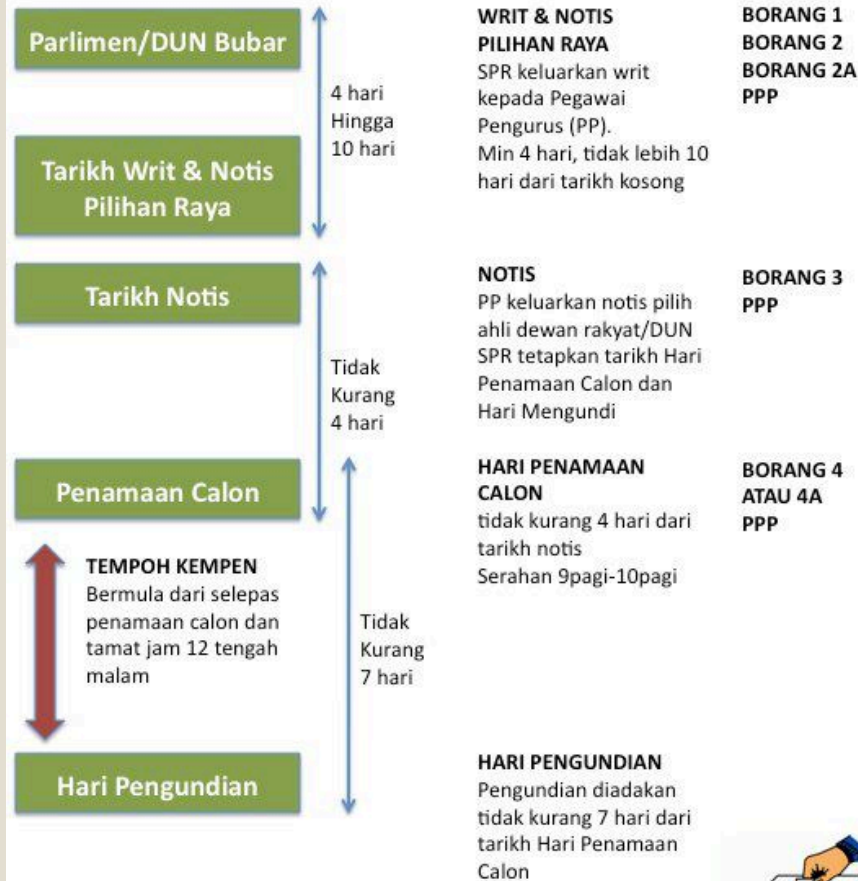 Parlimen/DUN Bubar
4 hari
Hingga
10 hari
Tarikh Writ & Notis
Pilihan Raya
WRIT & NOTIS
PILIHAN RAYA
SPR keluarkan writ
kepada Pegawai
Pengurus (PP).
Min 4 hari, tidak lebih 10
hari dari tarikh kosong
BORANG 1
BORANG 2
BORANG 2A
PPP
Tarikh Notis
Tidak
Kurang
4 hari
NOTIS
PP keluarkan notis pilih
ahli dewan rakyat/DUN
SPR tetapkan tarikh Hari
Penamaan Calon dan
Hari Mengundi
BORANG 3
PPP
Penamaan Calon
HARI PENAMAAN
CALON
tidak kurang 4 hari dari
tarikh notis
Serahan 9pagi-10pagi
BORANG 4
ATAU 4A
PPP
TEMPOH KEMPEN
Bermula dari selepas
penamaan calon dan
tamat jam 12 tengah
malam
Tidak
Kurang
7 hari
Hari Pengundian
HARI PENGUNDIAN
Pengundian diadakan
tidak kurang 7 hari dari
tarikh Hari Penamaan
Calon